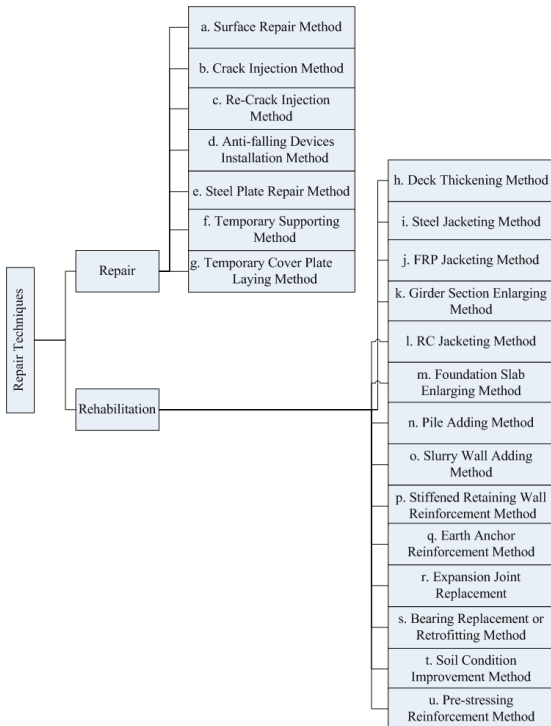 Repair Techniques
Repair
a. Surface Repair Method
b. Crack Injection Method
c. Re-Crack Injection
Method
d. Anti-falling Devices
Installation Method
e. Steel Plate Repair Method
f. Temporary Supporting
Method
g. Temporary Cover Plate
Laying Method
Rehabilitation
h. Deck Thickening Method
i. Steel Jacketing Method
j. FRP Jacketing Method
k. Girder Section Enlarging
Method
l. RC Jacketing Method
m. Foundation Slab
Enlarging Method
n. Pile Adding Method
o. Slurry Wall Adding
Method
p. Stiffened Retaining Wall
Reinforcement Method
q. Earth Anchor
Reinforcement Method
r. Expansion Joint
Replacement
s. Bearing Replacement or
Retrofitting Method
t. Soil Condition
Improvement Method
u. Pre-stressing
Reinforcement Method